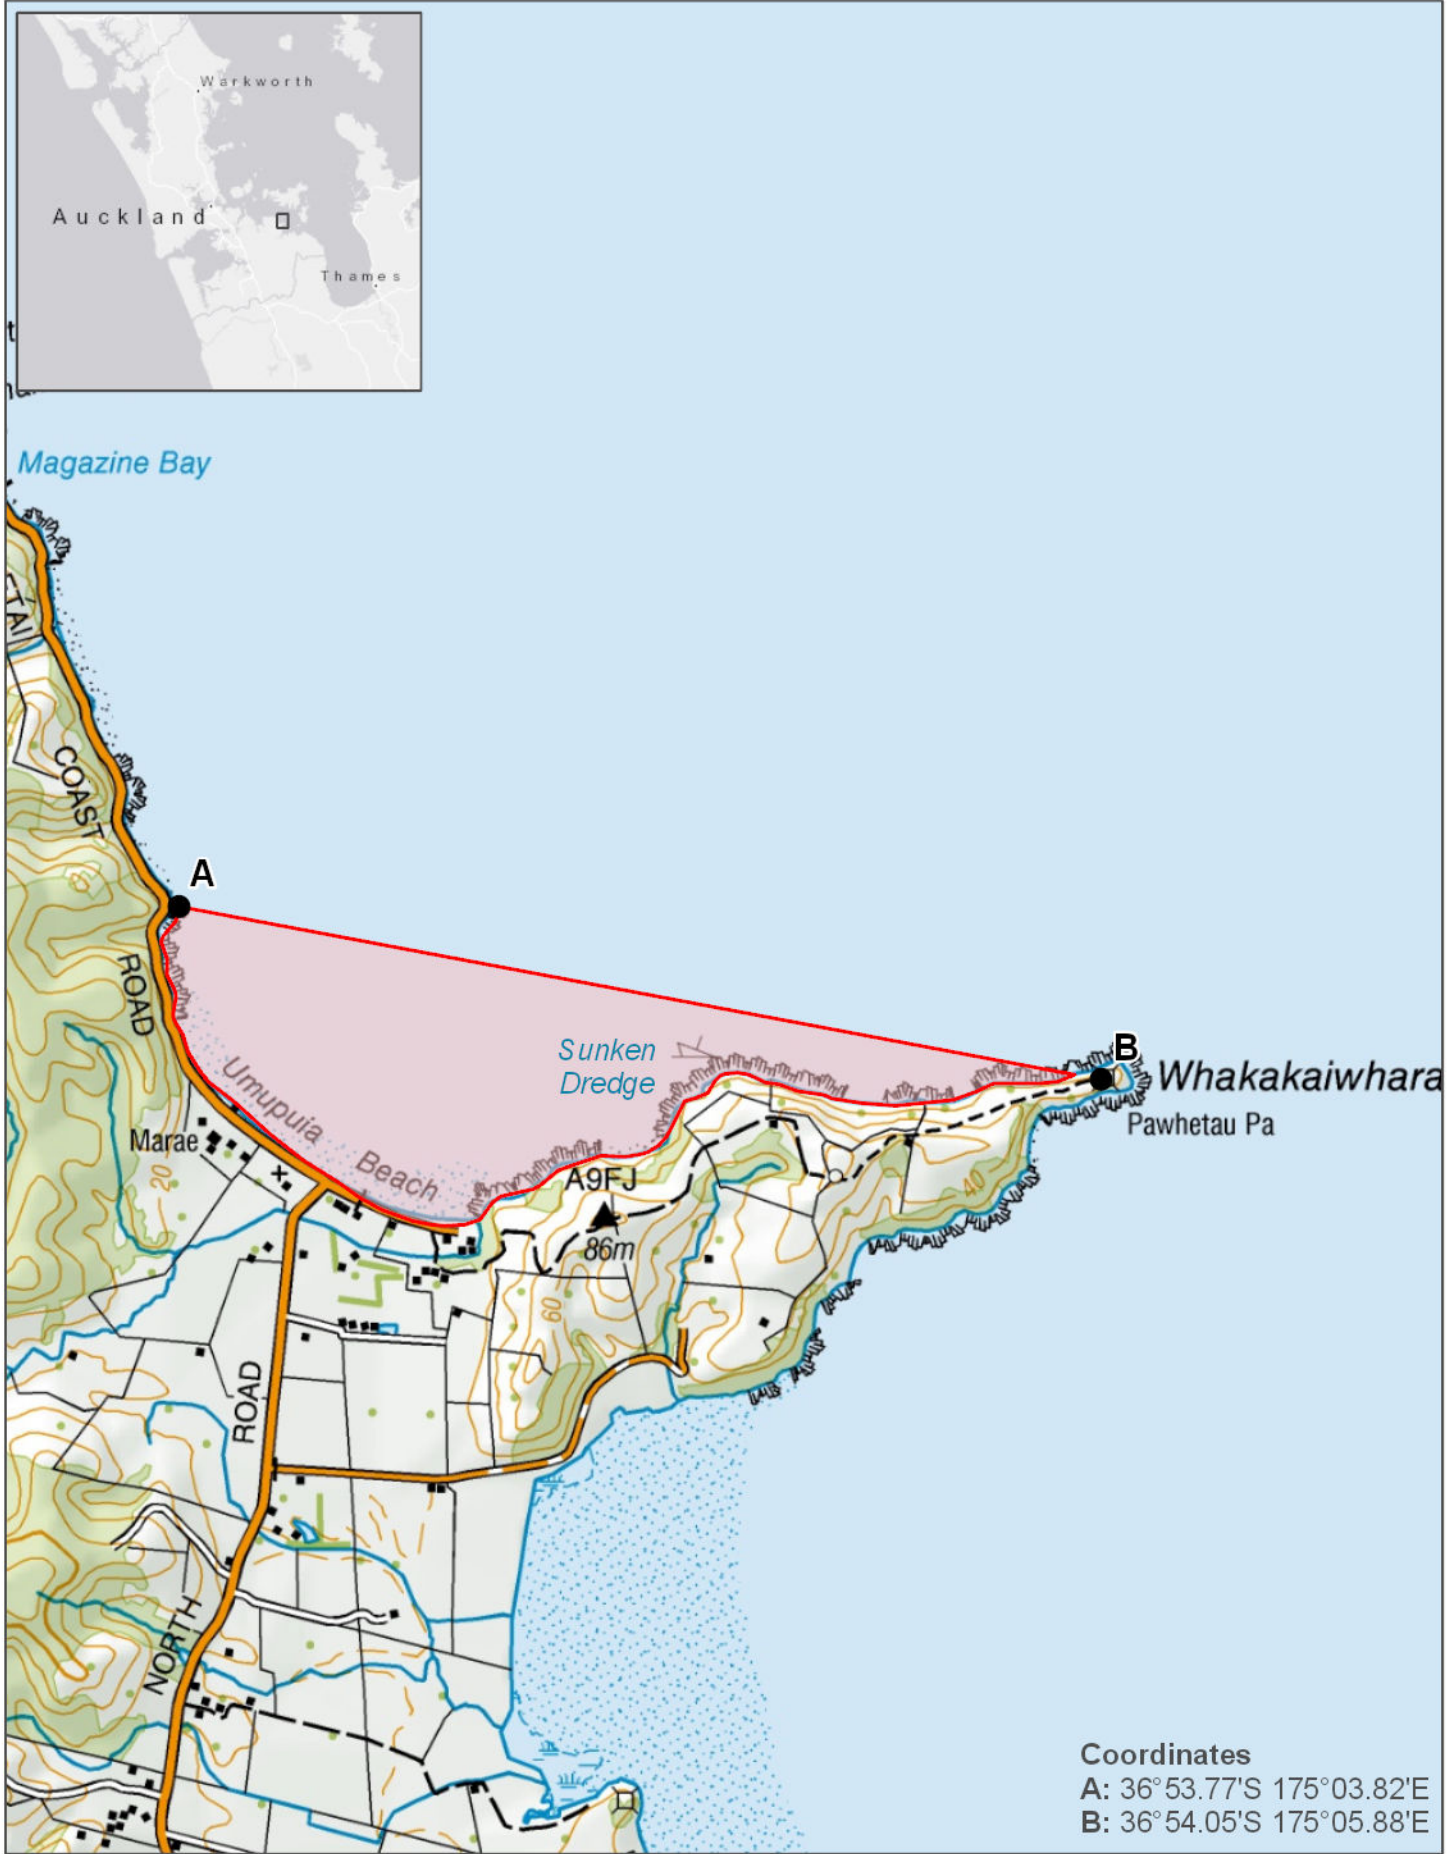 Warkworth
Auckland
Thames
Magazine Bay
COAST
A
ROAD
Sunken
Dredge
B
Whakakaiwhara
Pawhetau Pa
Umupuia
Beach
Marae
20
A9FJ
86m
40
60
ROAD
NORTH
Coordinates
A: 36°53.77'S 175°03.82'E
B: 36°54.05'S 175°05.88'E